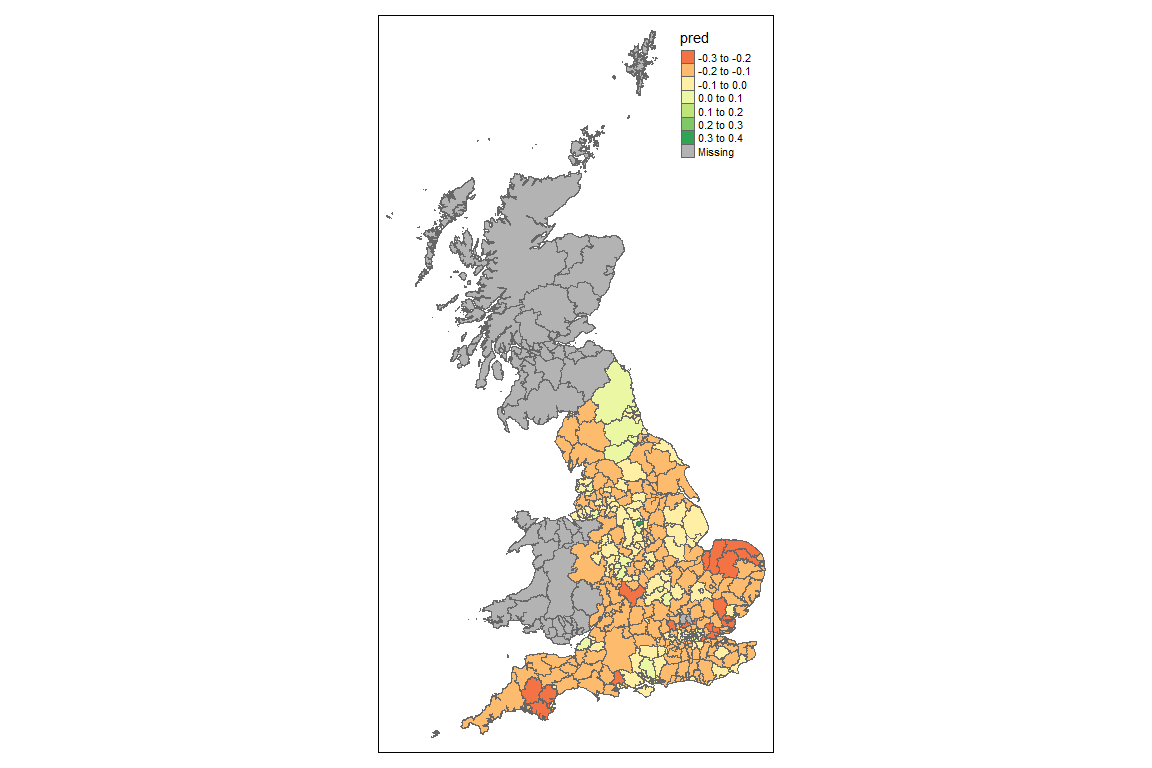 pred
-0.3 to -0.2
-0.2 to -0.1
-0.1 to 0.0
0.0 to 0.1
0.1 to 0.2
0.2 to 0.3
0.3 to 0.4
Missing